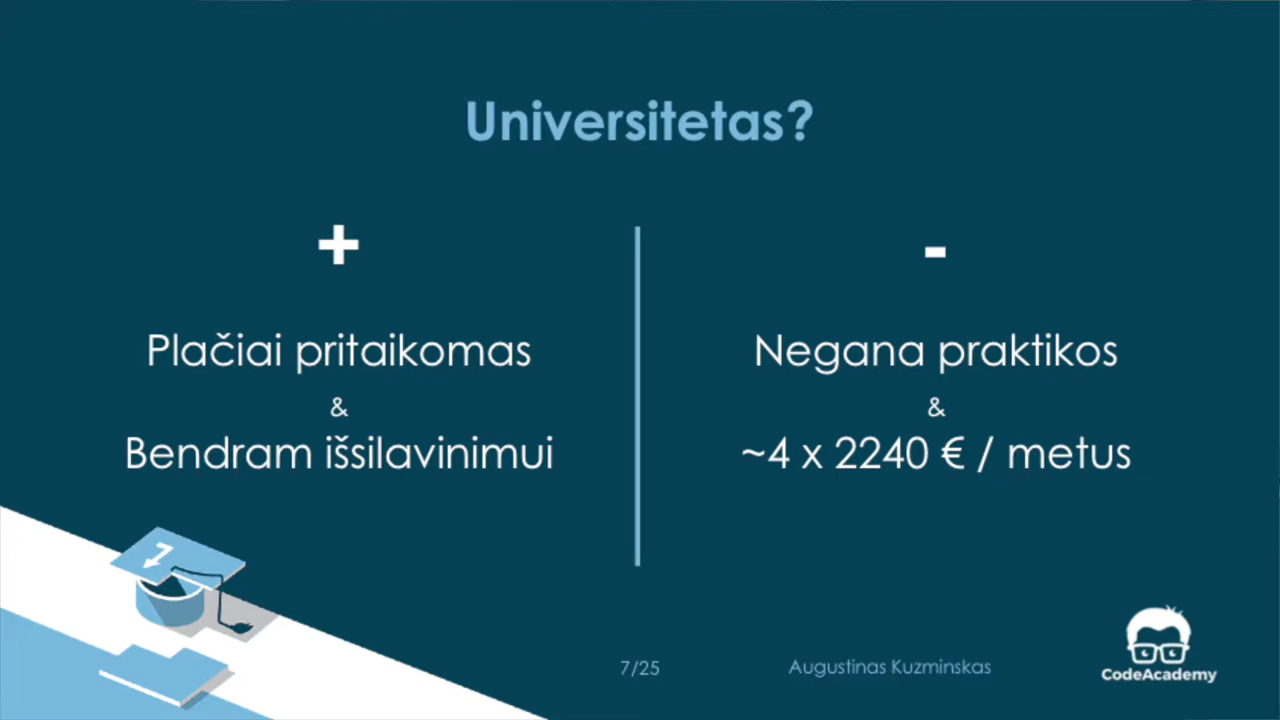 Universitetas?
+
Plačiai pritaikomas
&
Bendram išsilavinimui
-
Negana praktikos
&
~4 x 2240 € / metus
7/25
Augustinas Kuzminskas
CodeAcademy